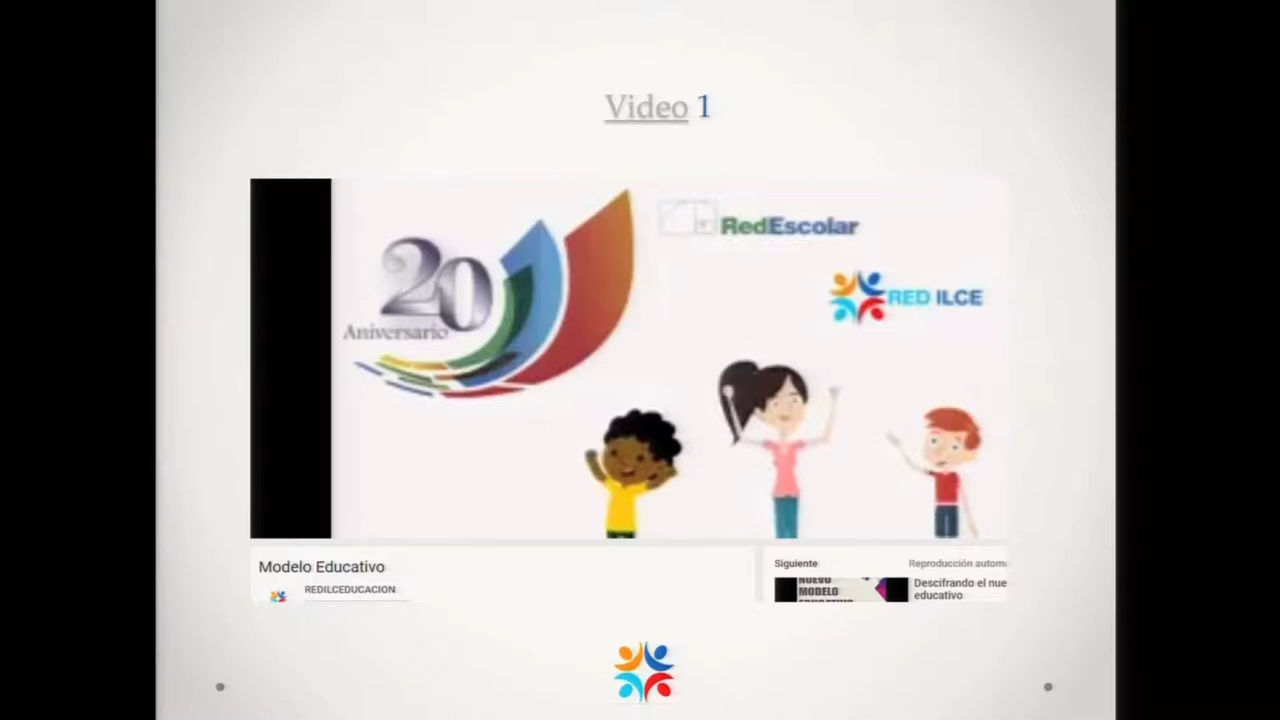 Video 1
20
Aniversario
RedEscolar
RED ILCE
Modelo Educativo
REDILCEDUCACION
Siguiente
Reproducción autom
NUEVO
MODELO
EDUCATIVO
Descifrando el nue
educativo